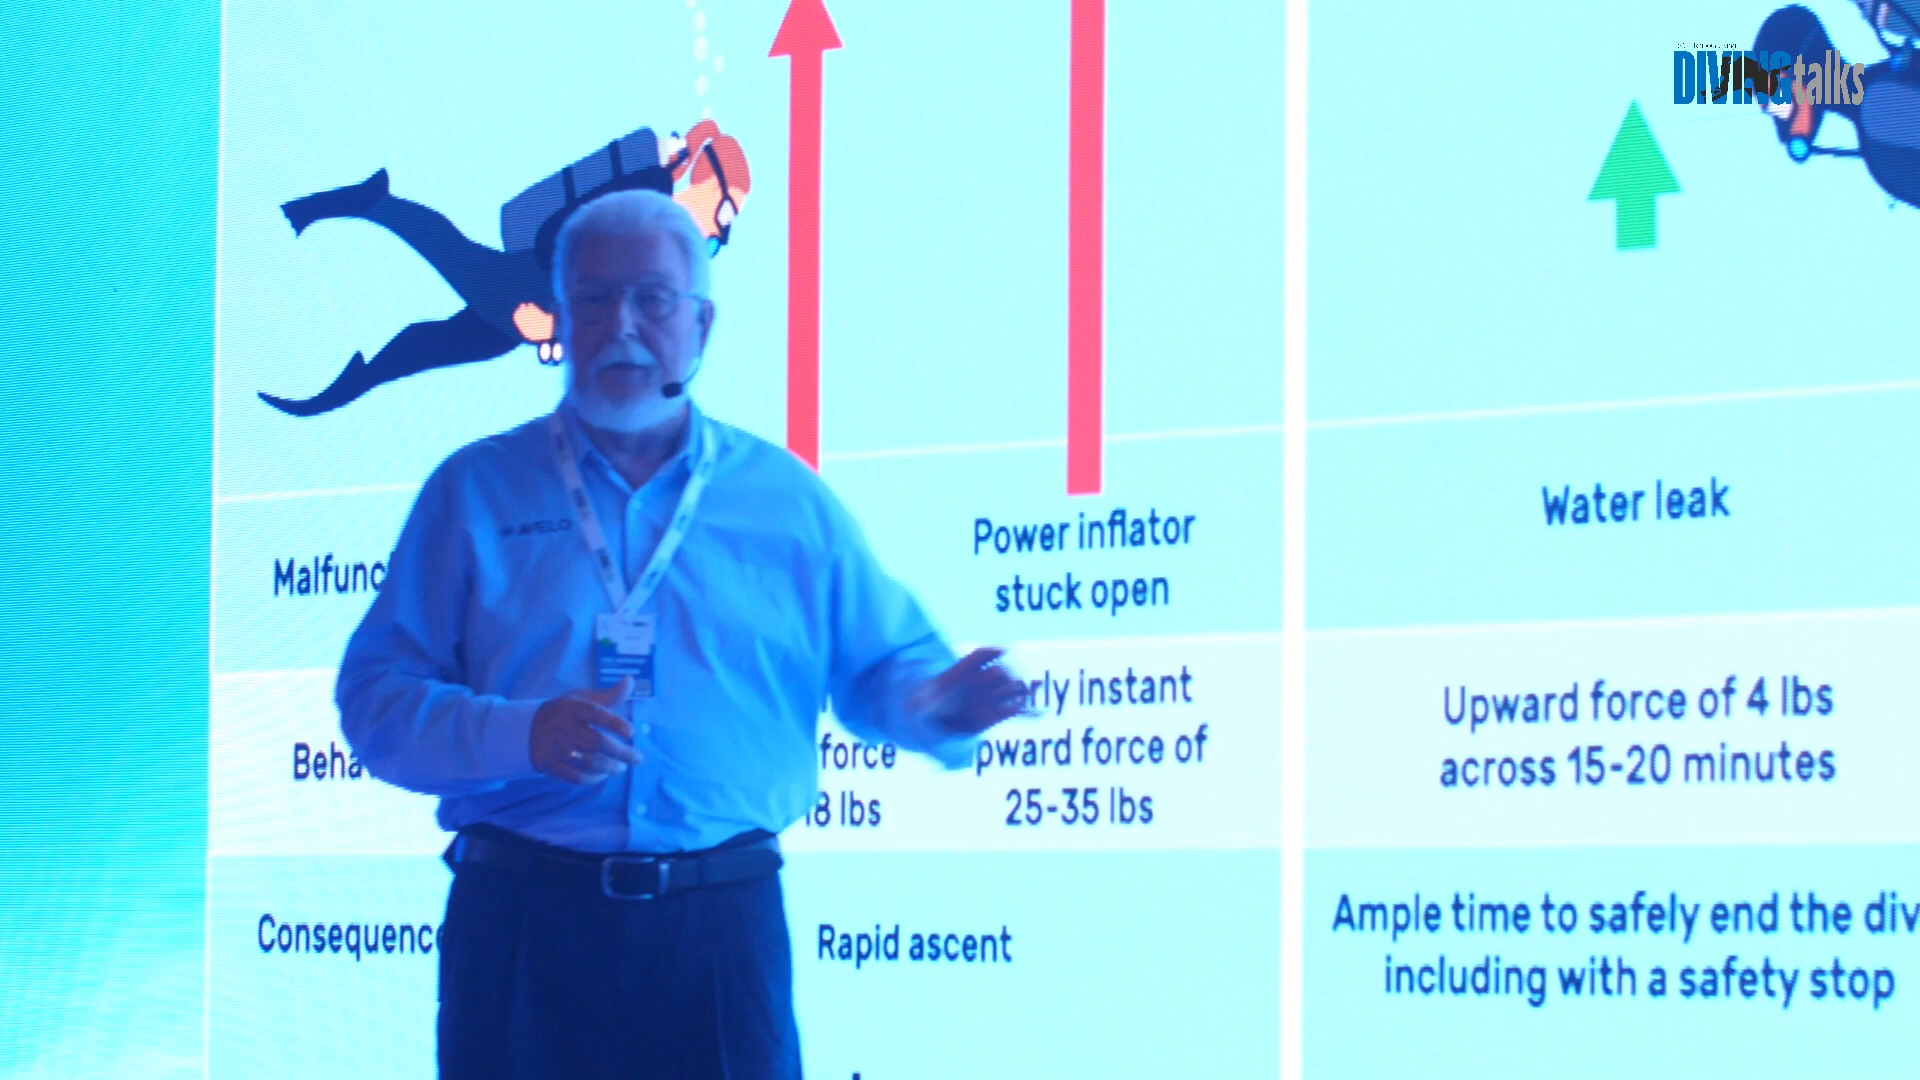 DIVINGtalks
AVELO
Malfunc
Power inflator
stuck open
Water leak
Beha
force
8 lbs
rly instant
pward force of
25-35 lbs
Upward force of 4 lbs
across 15-20 minutes
Consequence
Rapid ascent
Ample time to safely end the div
including with a safety stop